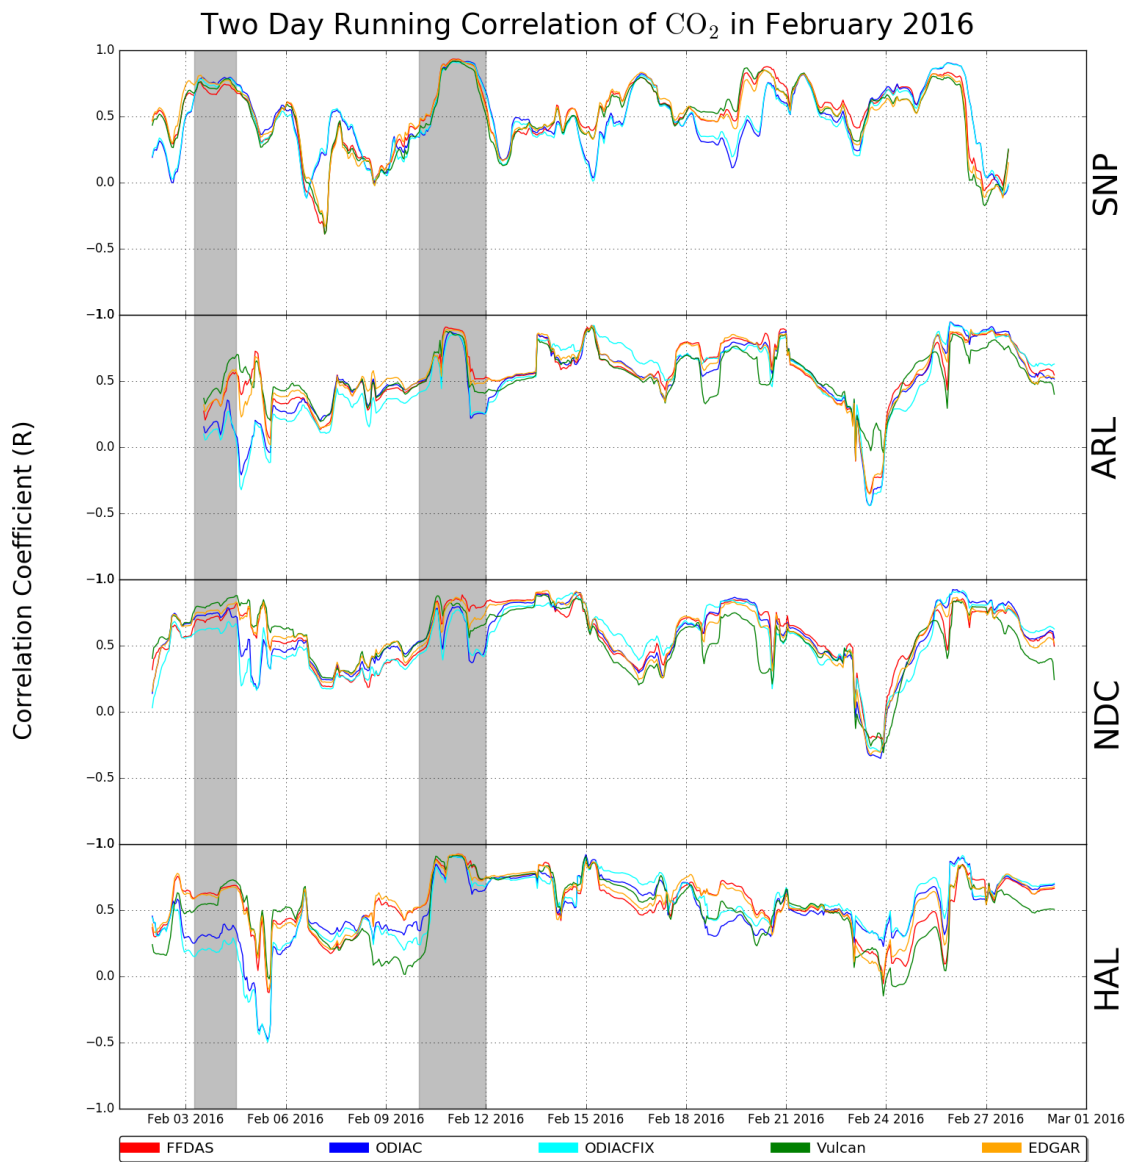 Two Day Running Correlation of CO2 in February 2016
Correlation Coefficient (R)
1.0
0.5
0.0
−0.5
−1.0
SNP
1.0
0.5
0.0
−0.5
−1.0
ARL
1.0
0.5
0.0
−0.5
−1.0
NDC
1.0
0.5
0.0
−0.5
−1.0
HAL
Feb 03 2016 Feb 06 2016 Feb 09 2016 Feb 12 2016 Feb 15 2016 Feb 18 2016 Feb 21 2016 Feb 24 2016 Feb 27 2016 Mar 01 2016
FFDAS ODIAC ODIACFIX Vulcan EDGAR